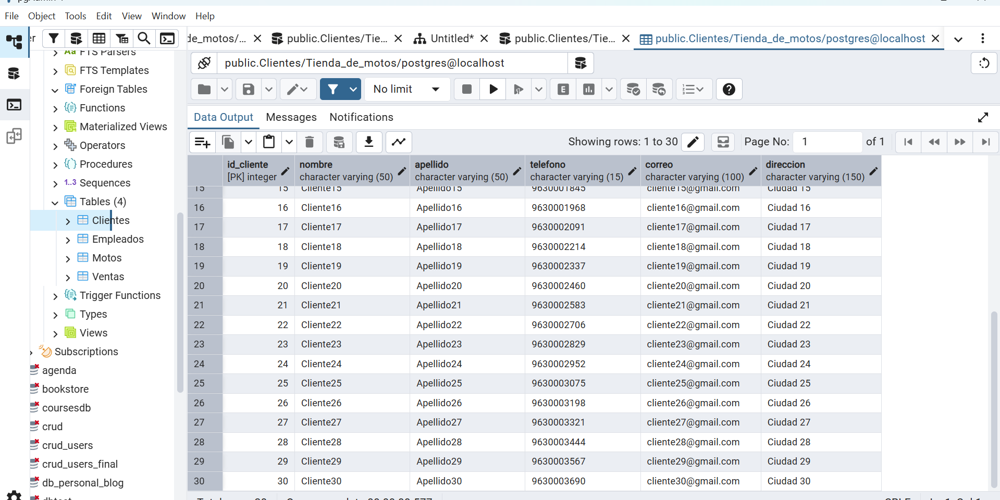 File Object Tools Edit View Window Help
de_motos/... public.Clientes/Tie... Untitled* public.Clientes/Tie... public.Clientes/Tienda_de_motos/postgres@localhost
public.Clientes/Tienda_de_motos/postgres@localhost
No limit
Data Output Messages Notifications
Showing rows: 1 to 30 Page No: 1 of 1
Aa FTS Parsers
FTS Templates
Foreign Tables
Functions
Materialized Views
Operators
Procedures
1..3 Sequences
Tables (4)
Clientes
Empleados
Motos
Ventas
Trigger Functions
Types
Views
Subscriptions
agenda
bookstore
coursesdb
crud
crud_users
crud_users_final
db_personal_blog
id_cliente nombre apellido telefono correo direccion
[PK] integer character varying (50) character varying (50) character varying (15) character varying (100) character varying (150)
15 15 Cliente15 Apellido15 9630001845 cliente15@gmail.com Ciudad 15
16 16 Cliente16 Apellido16 9630001968 cliente16@gmail.com Ciudad 16
17 17 Cliente17 Apellido17 9630002091 cliente17@gmail.com Ciudad 17
18 18 Cliente18 Apellido18 9630002214 cliente18@gmail.com Ciudad 18
19 19 Cliente19 Apellido19 9630002337 cliente19@gmail.com Ciudad 19
20 20 Cliente20 Apellido20 9630002460 cliente20@gmail.com Ciudad 20
21 21 Cliente21 Apellido21 9630002583 cliente21@gmail.com Ciudad 21
22 22 Cliente22 Apellido22 9630002706 cliente22@gmail.com Ciudad 22
23 23 Cliente23 Apellido23 9630002829 cliente23@gmail.com Ciudad 23
24 24 Cliente24 Apellido24 9630002952 cliente24@gmail.com Ciudad 24
25 25 Cliente25 Apellido25 9630003075 cliente25@gmail.com Ciudad 25
26 26 Cliente26 Apellido26 9630003198 cliente26@gmail.com Ciudad 26
27 27 Cliente27 Apellido27 9630003321 cliente27@gmail.com Ciudad 27
28 28 Cliente28 Apellido28 9630003444 cliente28@gmail.com Ciudad 28
29 29 Cliente29 Apellido29 9630003567 cliente29@gmail.com Ciudad 29
30 30 Cliente30 Apellido30 9630003690 cliente30@gmail.com Ciudad 30